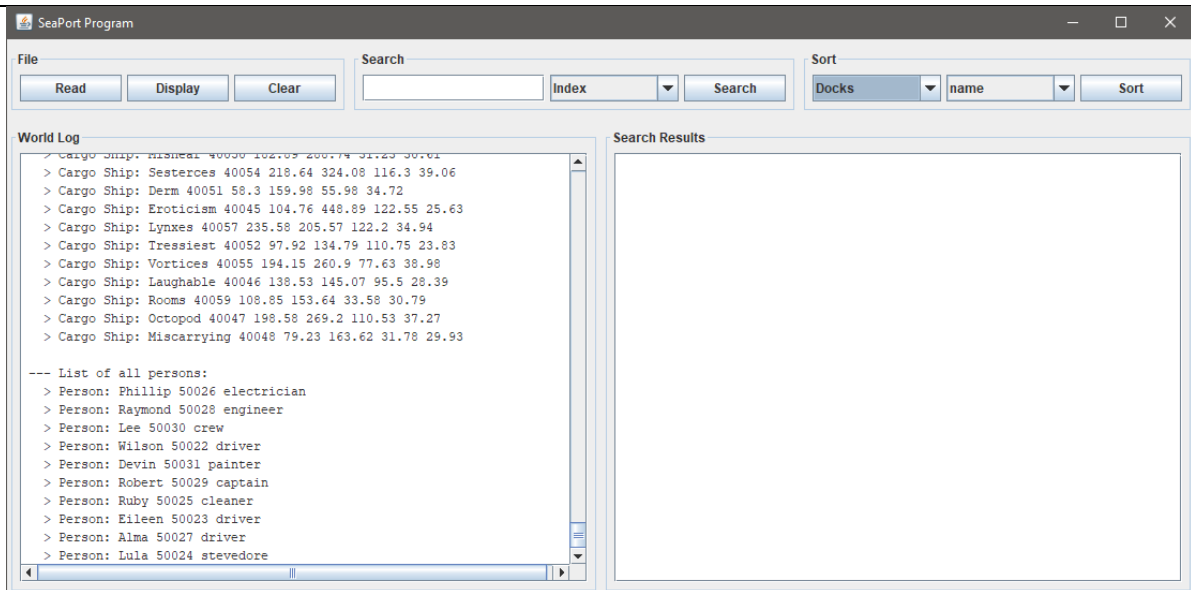 SeaPort Program
File
Read Display Clear
Search
Index Search
Sort
Docks name Sort
World Log
> Cargo Ship: 
> Cargo Ship: Sesterces 40054 218.64 324.08 116.3 39.06
> Cargo Ship: Derm 40051 58.3 159.98 55.98 34.72
> Cargo Ship: Eroticism 40045 104.76 448.89 122.55 25.63
> Cargo Ship: Lynxes 40057 235.58 205.57 122.2 34.94
> Cargo Ship: Tressiest 40052 97.92 134.79 110.75 23.83
> Cargo Ship: Vortices 40055 194.15 260.9 77.63 38.98
> Cargo Ship: Laughable 40046 138.53 145.07 95.5 28.39
> Cargo Ship: Rooms 40059 108.85 153.64 33.58 30.79
> Cargo Ship: Octopod 40047 198.58 269.2 110.53 37.27
> Cargo Ship: Miscarrying 40048 79.23 163.62 31.78 29.93
--- List of all persons:
> Person: Phillip 50026 electrician
> Person: Raymond 50028 engineer
> Person: Lee 50030 crew
> Person: Wilson 50022 driver
> Person: Devin 50031 painter
> Person: Robert 50029 captain
> Person: Ruby 50025 cleaner
> Person: Eileen 50023 driver
> Person: Alma 50027 driver
> Person: Lula 50024 stevedore
Search Results